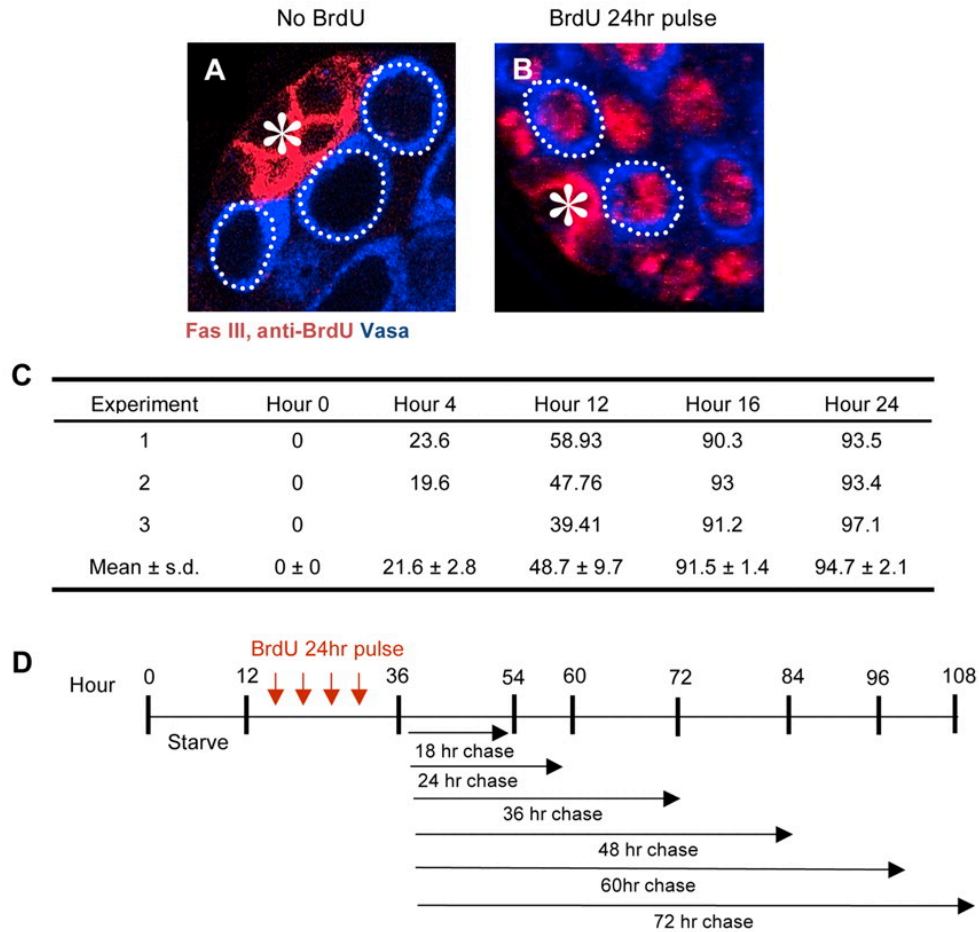 No BrdU
BrdU 24hr pulse
A
B
Fas III, anti-BrdU Vasa
C
Experiment Hour 0 Hour 4 Hour 12 Hour 16 Hour 24
1 0 23.6 58.93 90.3 93.5
2 0 19.6 47.76 93 93.4
3 0 39.41 91.2 97.1
Mean ± s.d. 0 ± 0 21.6 ± 2.8 48.7 ± 9.7 91.5 ± 1.4 94.7 ± 2.1
D
BrdU 24hr pulse
Hour 0 12 36 54 60 72 84 96 108
Starve
18 hr chase
24 hr chase
36 hr chase
48 hr chase
60hr chase
72 hr chase